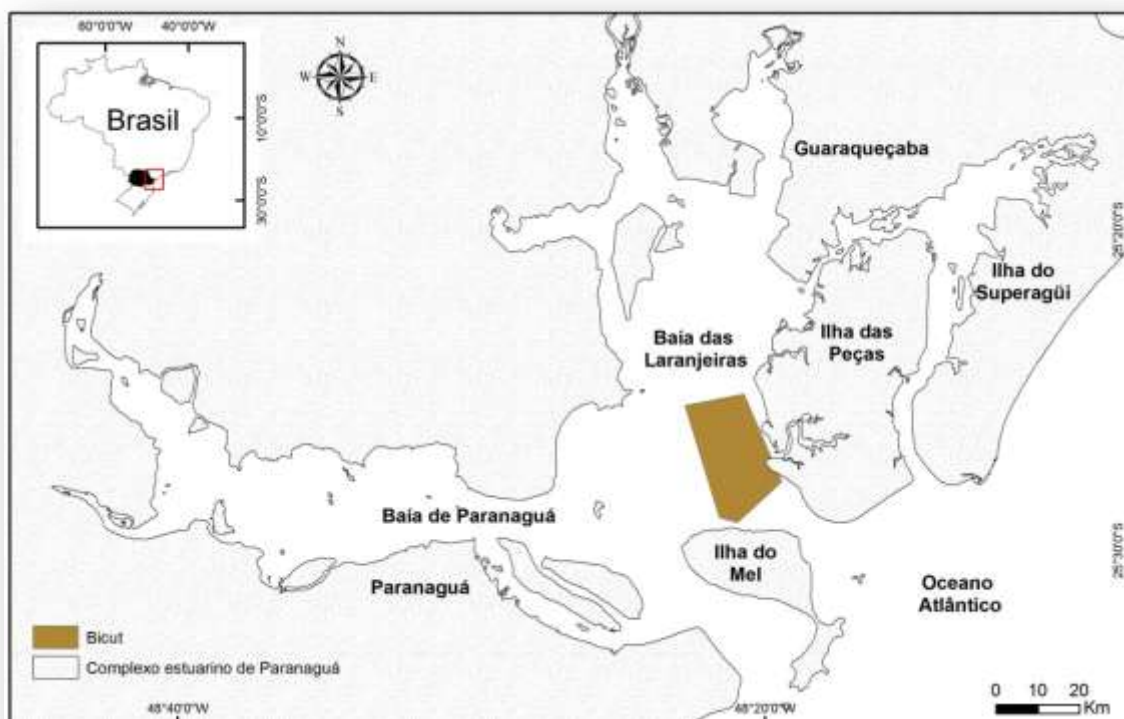 60°0'0"W 40°0'0"W
Brasil
10°0'0"S
30°0'0"S
N
W E
S
Guaraqueçaba
25°20'0"S
Ilha do
Superagüi
Baia das
Laranjeiras
Ilha das
Peças
Baia de Paranaguá
Paranaguá
Ilha do
Mel
25°30'0"S
Oceano
Atlântico
Bicut
Complexo estuarino de Paranaguá
48°40'0"W
48°20'0"W
0 10 20
Km